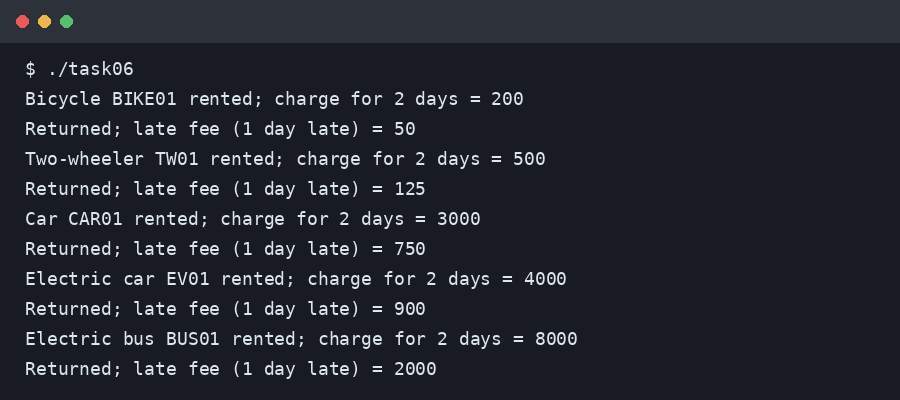 $ ./task06
Bicycle BIKE01 rented; charge for 2 days = 200
Returned; late fee (1 day late) = 50
Two-wheeler TW01 rented; charge for 2 days = 500
Returned; late fee (1 day late) = 125
Car CAR01 rented; charge for 2 days = 3000
Returned; late fee (1 day late) = 750
Electric car EV01 rented; charge for 2 days = 4000
Returned; late fee (1 day late) = 900
Electric bus BUS01 rented; charge for 2 days = 8000
Returned; late fee (1 day late) = 2000